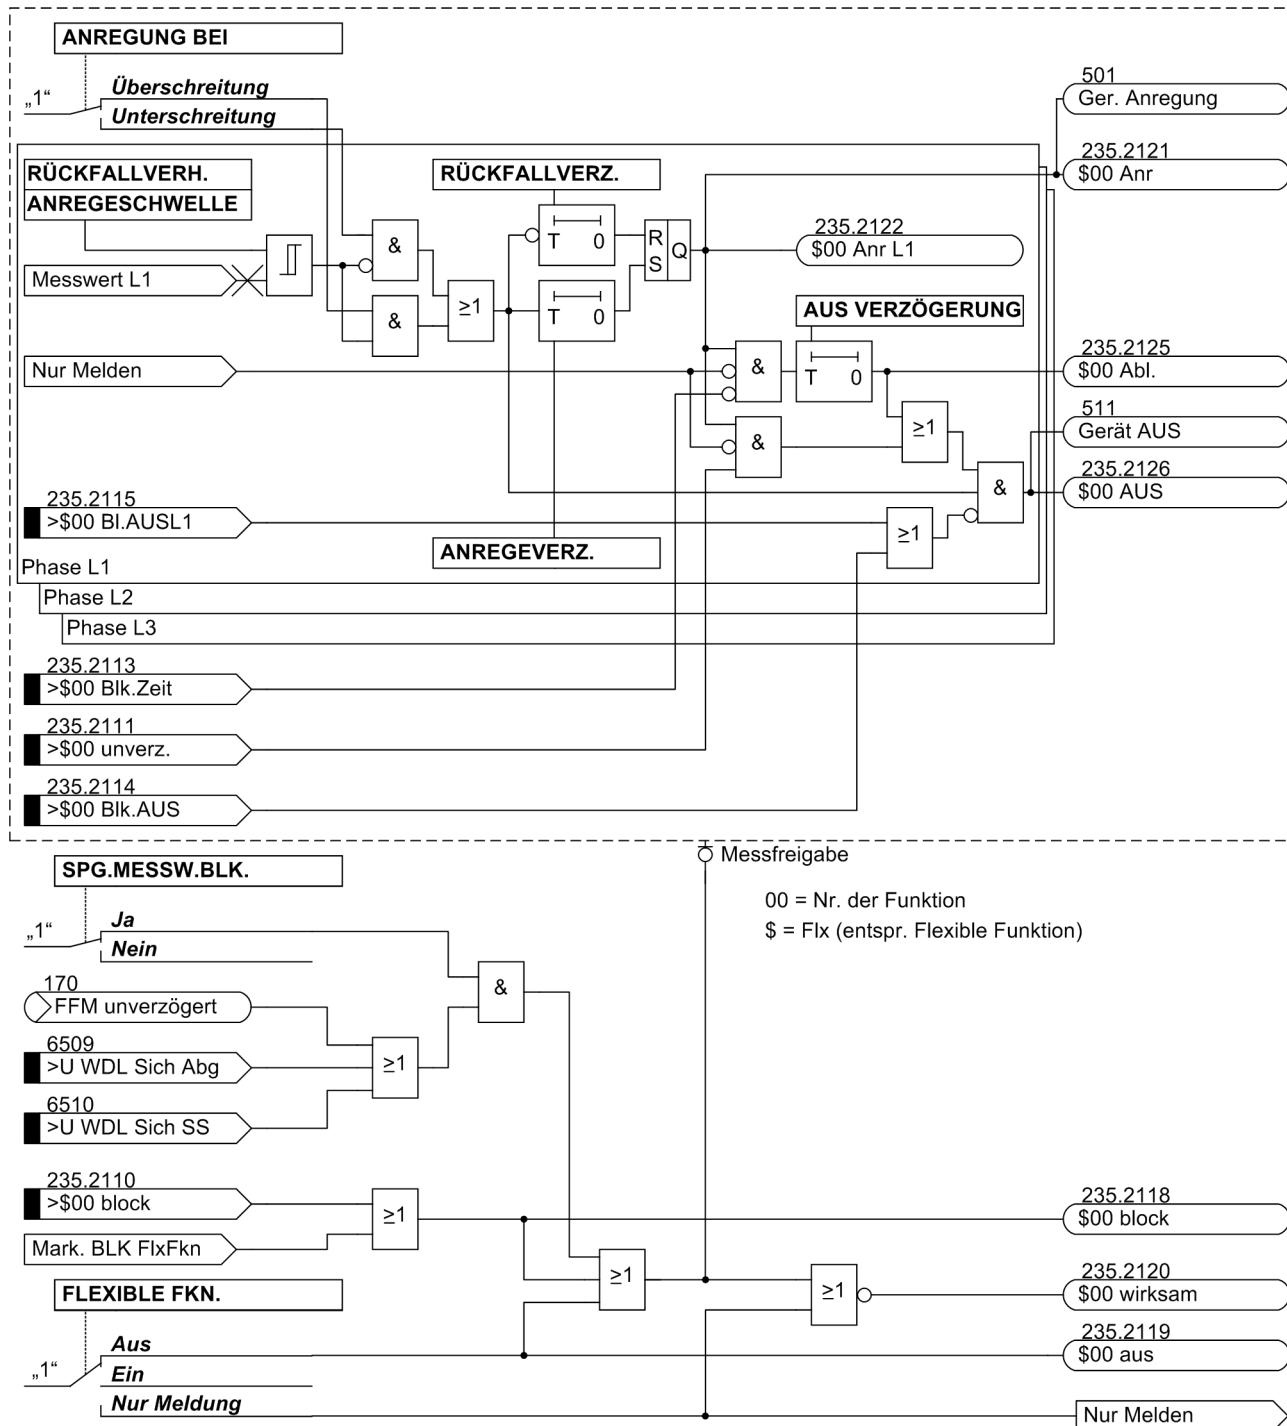 ANREGUNG BEI
„1“
Überschreitung
Unterschreitung
501
Ger. Anregung
235.2121
$00 Anr
RÜCKFALLVERH.
ANREGESCHWELLE
RÜCKFALLVERZ.
Messwert L1
&
&
≥1
T 0
T 0
R
S
Q
235.2122
$00 Anr L1
AUS VERZÖGERUNG
Nur Melden
&
T 0
235.2125
$00 Abl.
&
≥1
511
Gerät AUS
&
235.2126
$00 AUS
235.2115
>$00 Bl.AUSL1
≥1
ANREGEVERZ.
Phase L1
Phase L2
Phase L3
235.2113
>$00 Blk.Zeit
235.2111
>$00 unverz.
235.2114
>$00 Blk.AUS
Messfreigabe
SPG.MESSW.BLK.
00 = Nr. der Funktion
$ = Flx (entspr. Flexible Funktion)
„1“
Ja
Nein
&
170
FFM unverzögert
6509
>U WDL Sich Abg
≥1
6510
>U WDL Sich SS
235.2110
>$00 block
≥1
Mark. BLK FlxFkn
235.2118
$00 block
≥1
≥1
235.2120
$00 wirksam
FLEXIBLE FKN.
„1“
Aus
Ein
Nur Meldung
235.2119
$00 aus
Nur Melden